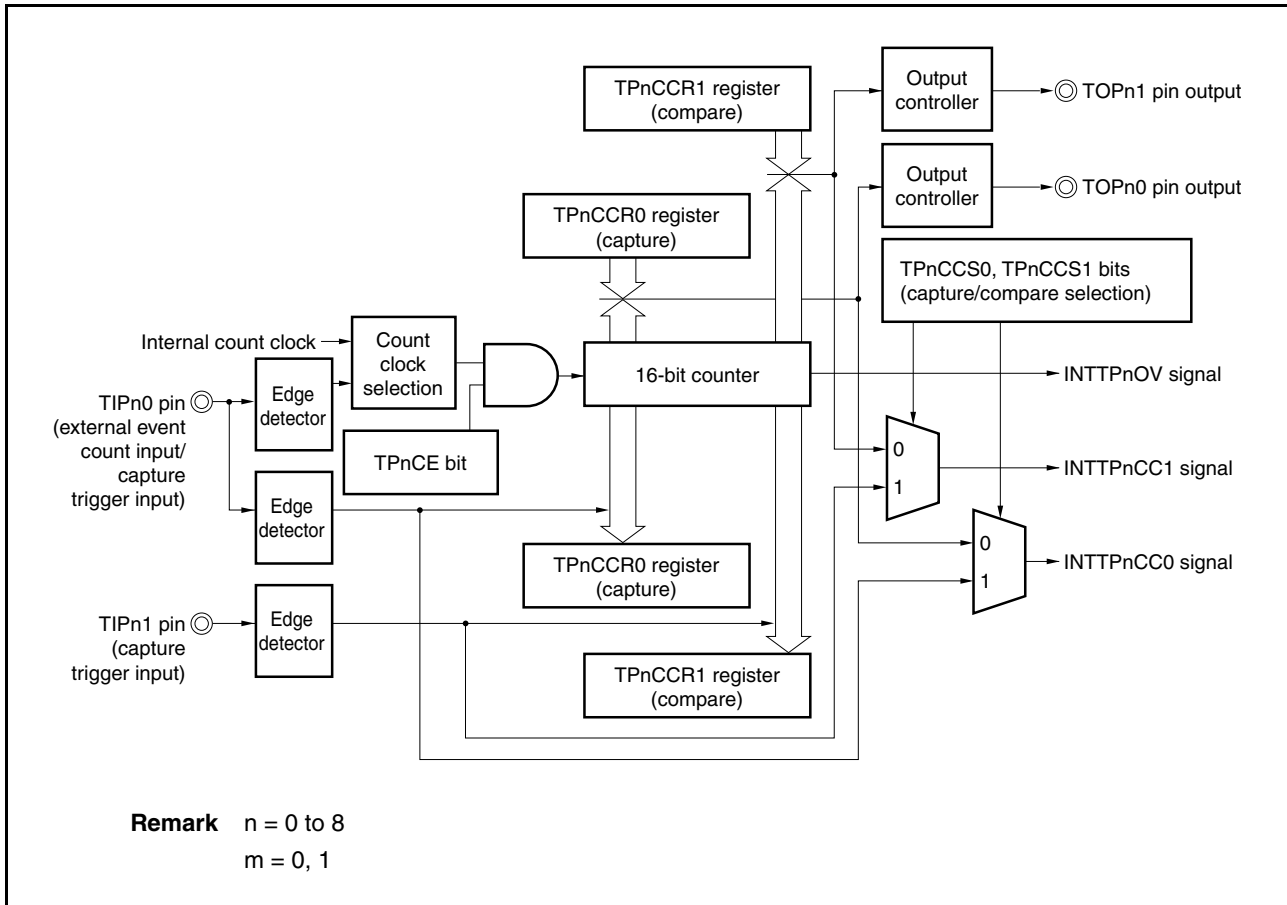 TPnCCR1 register
(compare)
Output
controller
TOPn1 pin output
Output
controller
TOPn0 pin output
TPnCCR0 register
(capture)
TPnCCS0, TPnCCS1 bits
(capture/compare selection)
Internal count clock
Count
clock
selection
16-bit counter
INTTPnOV signal
TIPn0 pin
(external event
count input/
capture
trigger input)
Edge
detector
TPnCE bit
0
1
INTTPnCC1 signal
Edge
detector
TPnCCR0 register
(capture)
0
1
INTTPnCC0 signal
TIPn1 pin
(capture
trigger input)
Edge
detector
TPnCCR1 register
(compare)
Remark n = 0 to 8
m = 0, 1